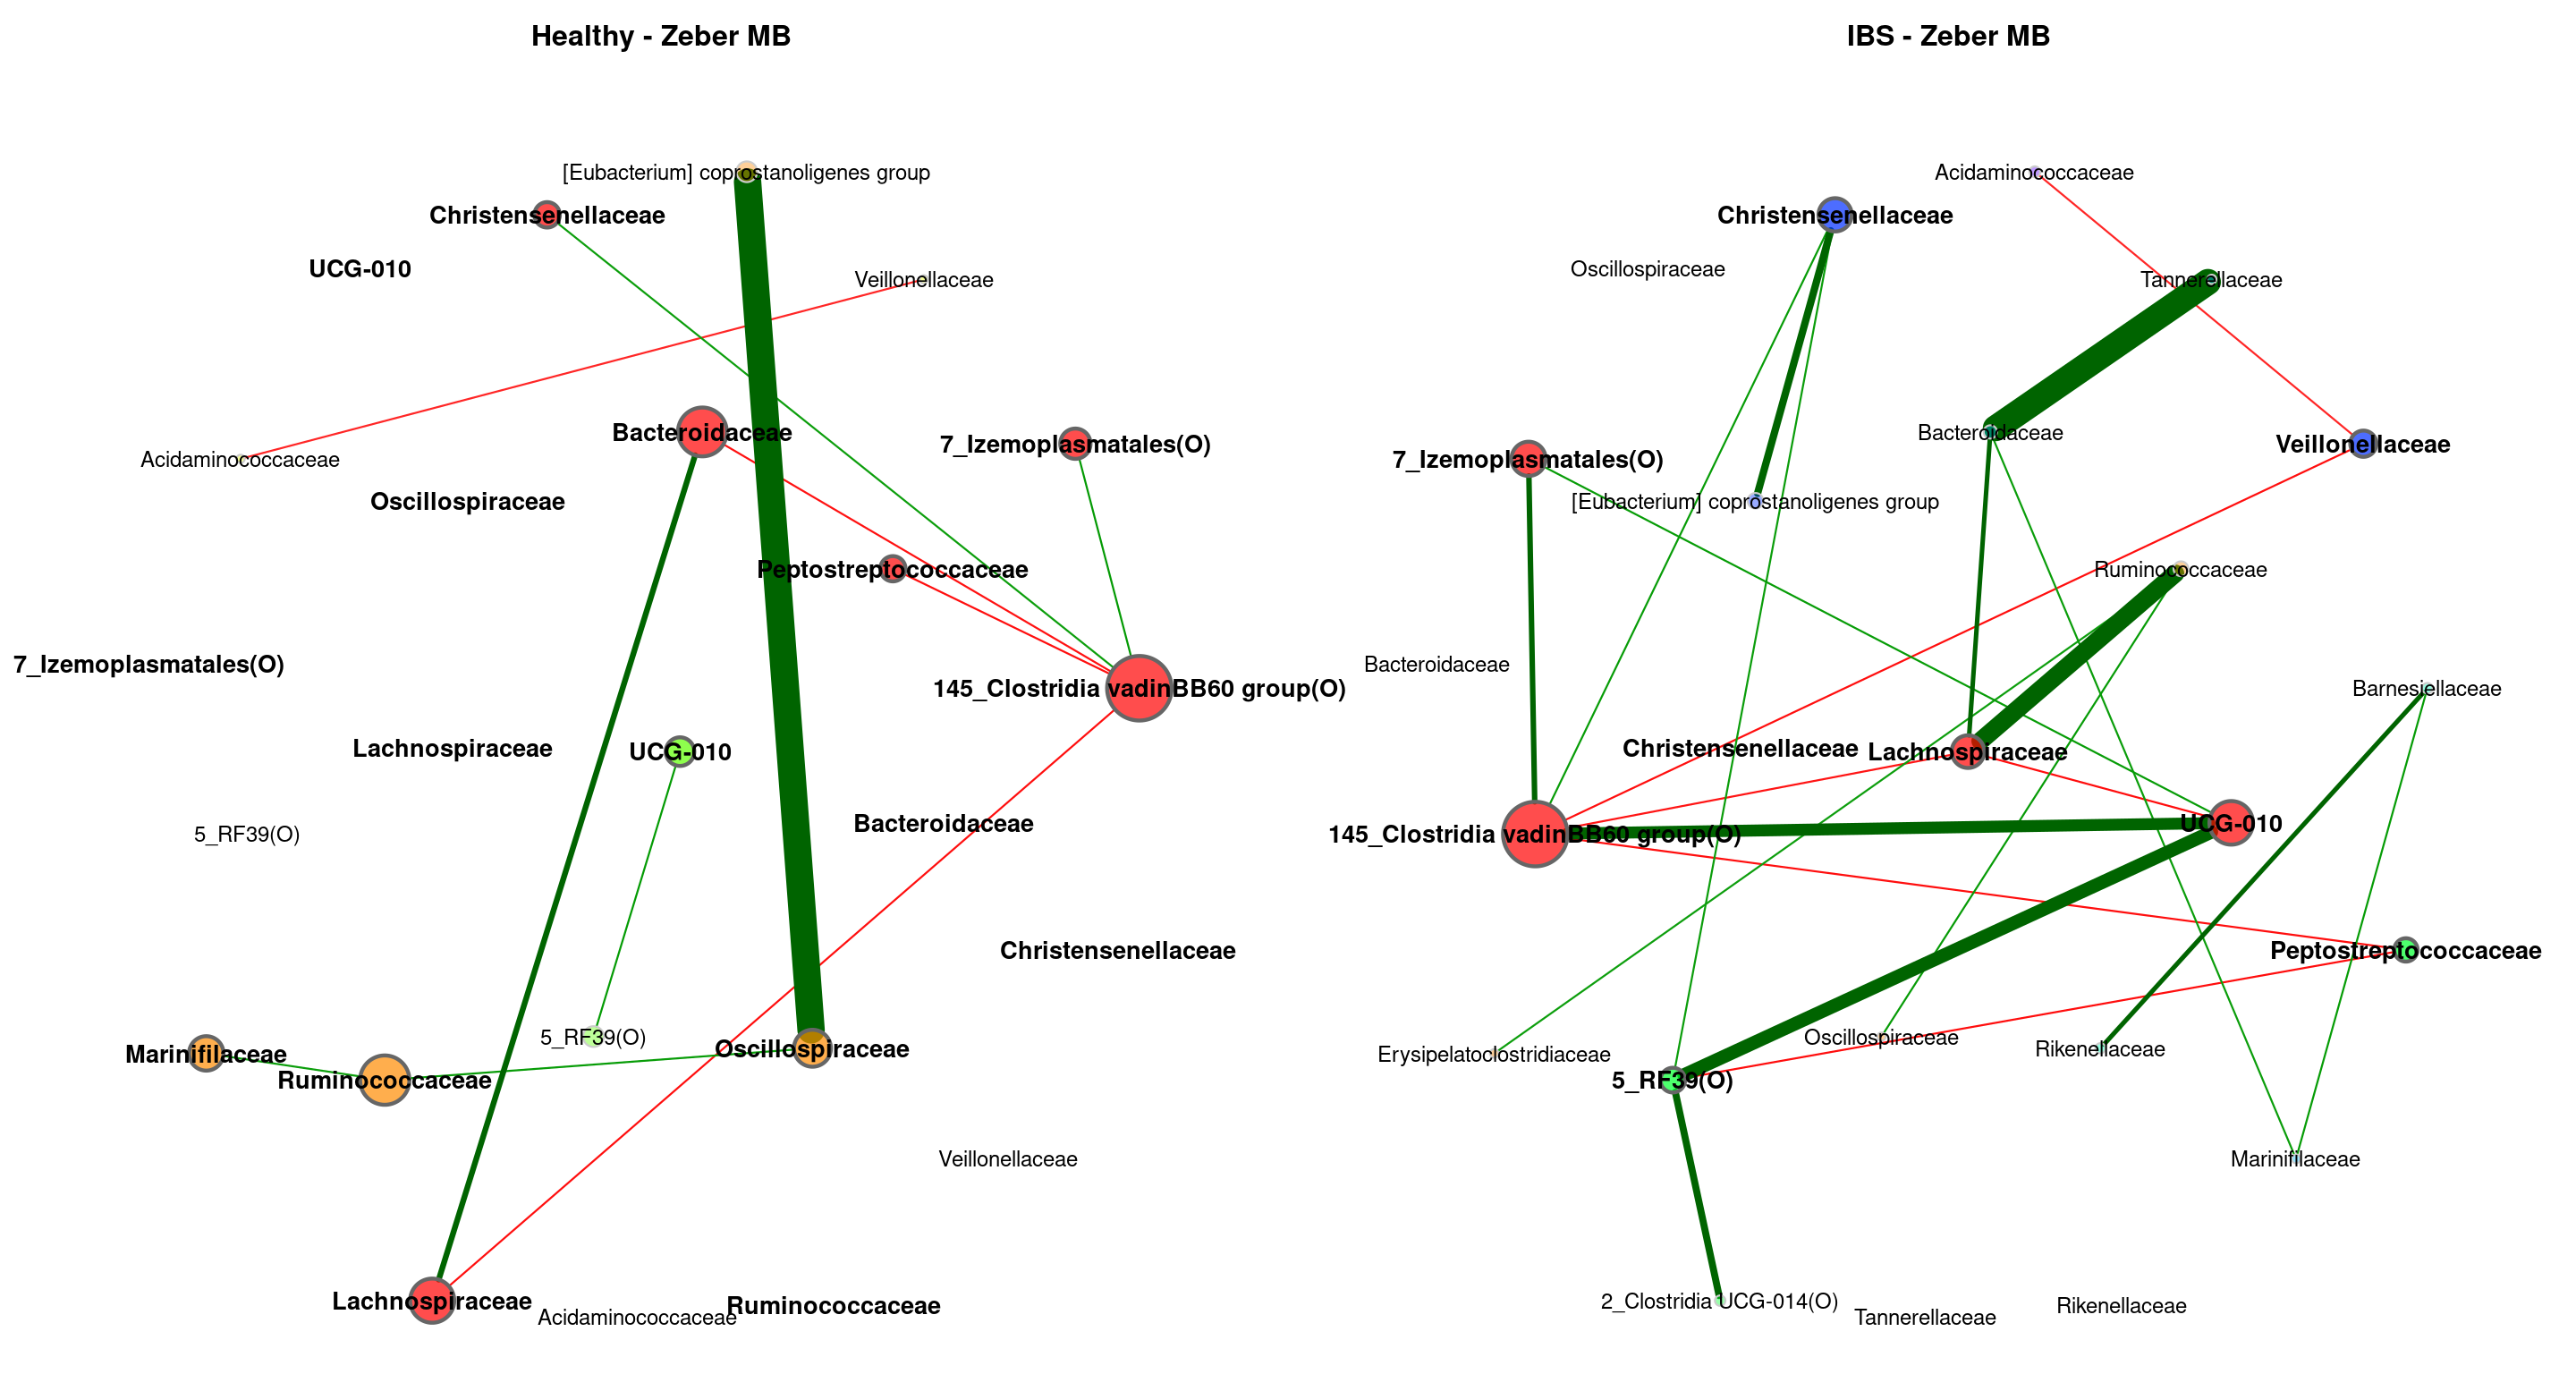 Healthy - Zeber MB
[Eubacterium] coprostanoligenes group
Christensenellaceae
UCG-010
Veillonellaceae
Bacteroidaceae
7_Izemoplasmatales(O)
Acidaminococcaceae
Oscillospiraceae
Peptostreptococcaceae
7_Izemoplasmatales(O)
145_Clostridia vadinBB60 group(O)
Lachnospiraceae
UCG-010
Bacteroidaceae
5_RF39(O)
Christensenellaceae
5_RF39(O)
Oscillospiraceae
Marinifilaceae
Ruminococcaceae
Veillonellaceae
Lachnospiraceae
Ruminococcaceae
Acidaminococcaceae
IBS - Zeber MB
Acidaminococcaceae
Christensenellaceae
Oscillospiraceae
Tannerellaceae
Bacteroidaceae
Veillonellaceae
7_Izemoplasmatales(O)
[Eubacterium] coprostanoligenes group
Ruminococcaceae
Bacteroidaceae
Barnesiellaceae
Christensenellaceae
Lachnospiraceae
UCG-010
145_Clostridia vadinBB60 group(O)
Peptostreptococcaceae
Oscillospiraceae
Rikenellaceae
Erysipelatoclostridiaceae
5_RF39(O)
Marinifilaceae
2_Clostridia UCG-014(O)
Rikenellaceae
Tannerellaceae